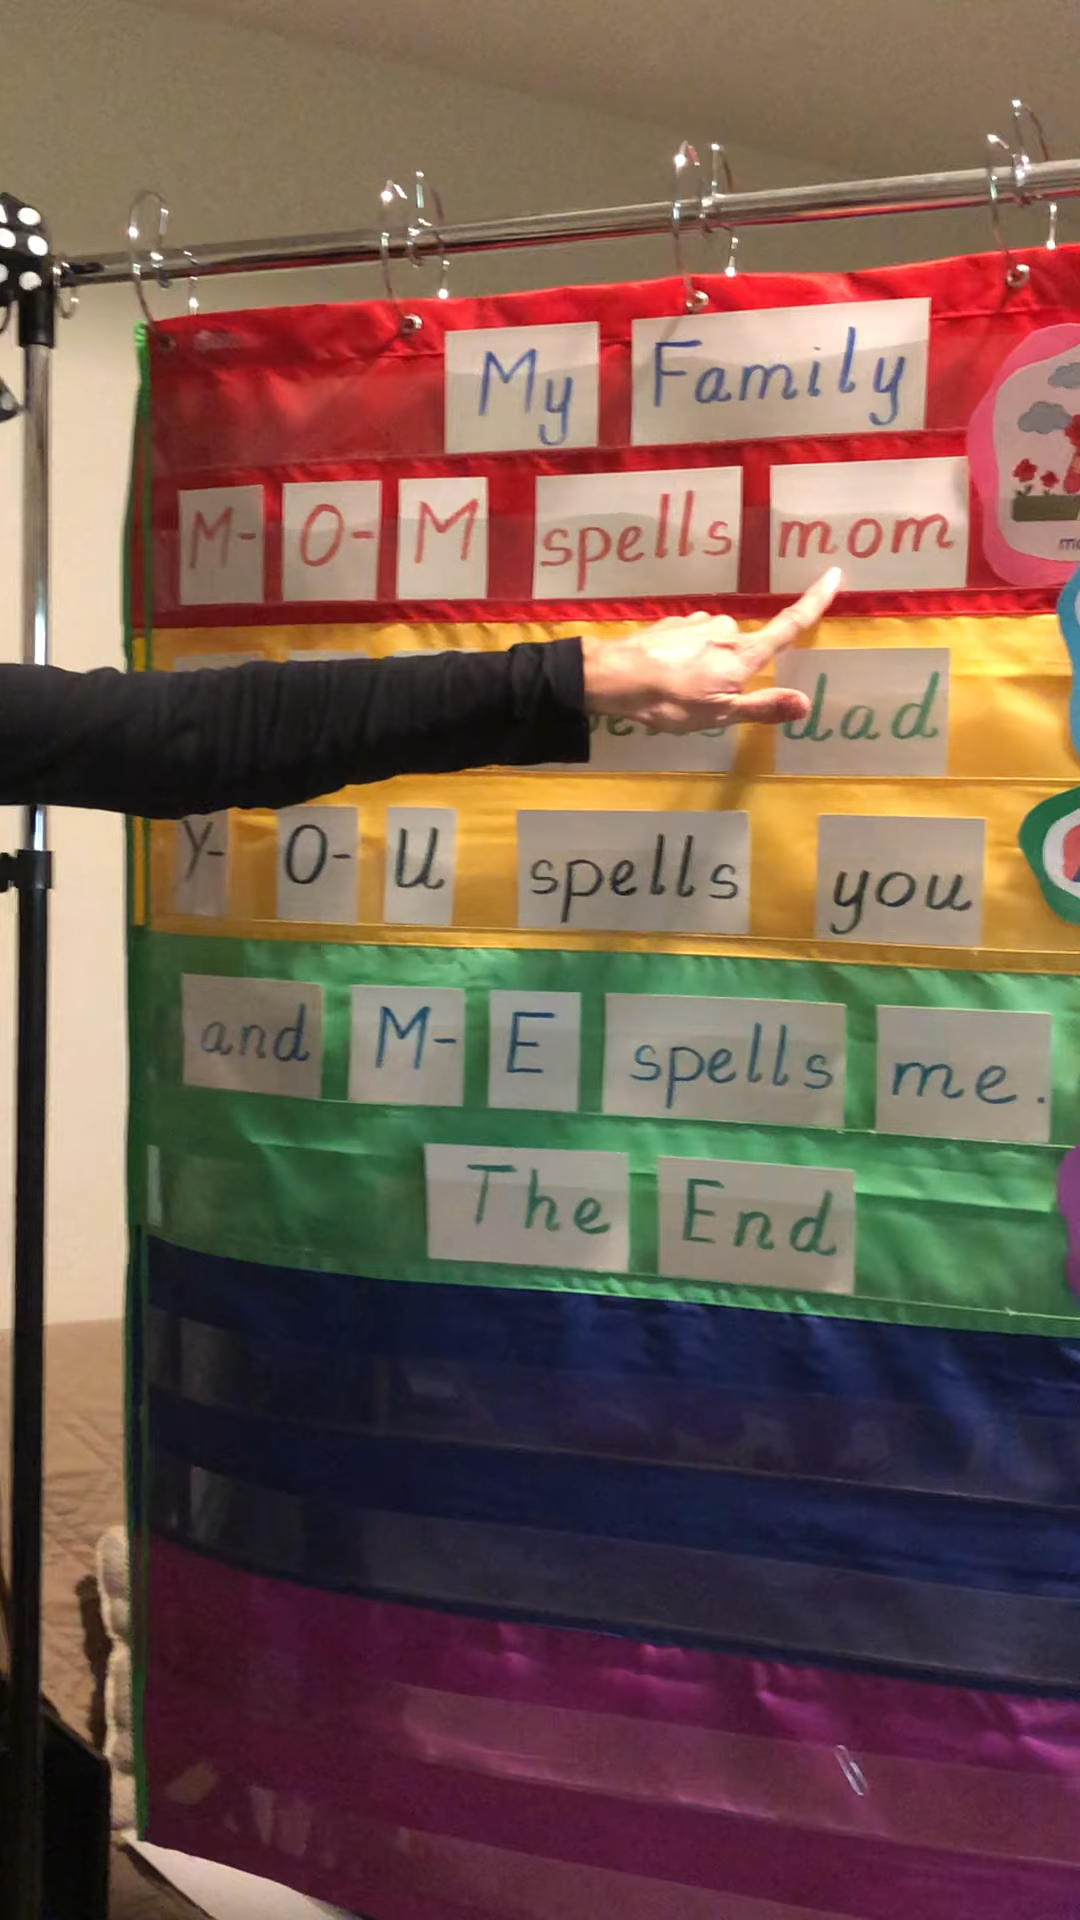 My Family
M- O- M spells mom
dad
Y- O- U spells you
and M- E spells me.
The End